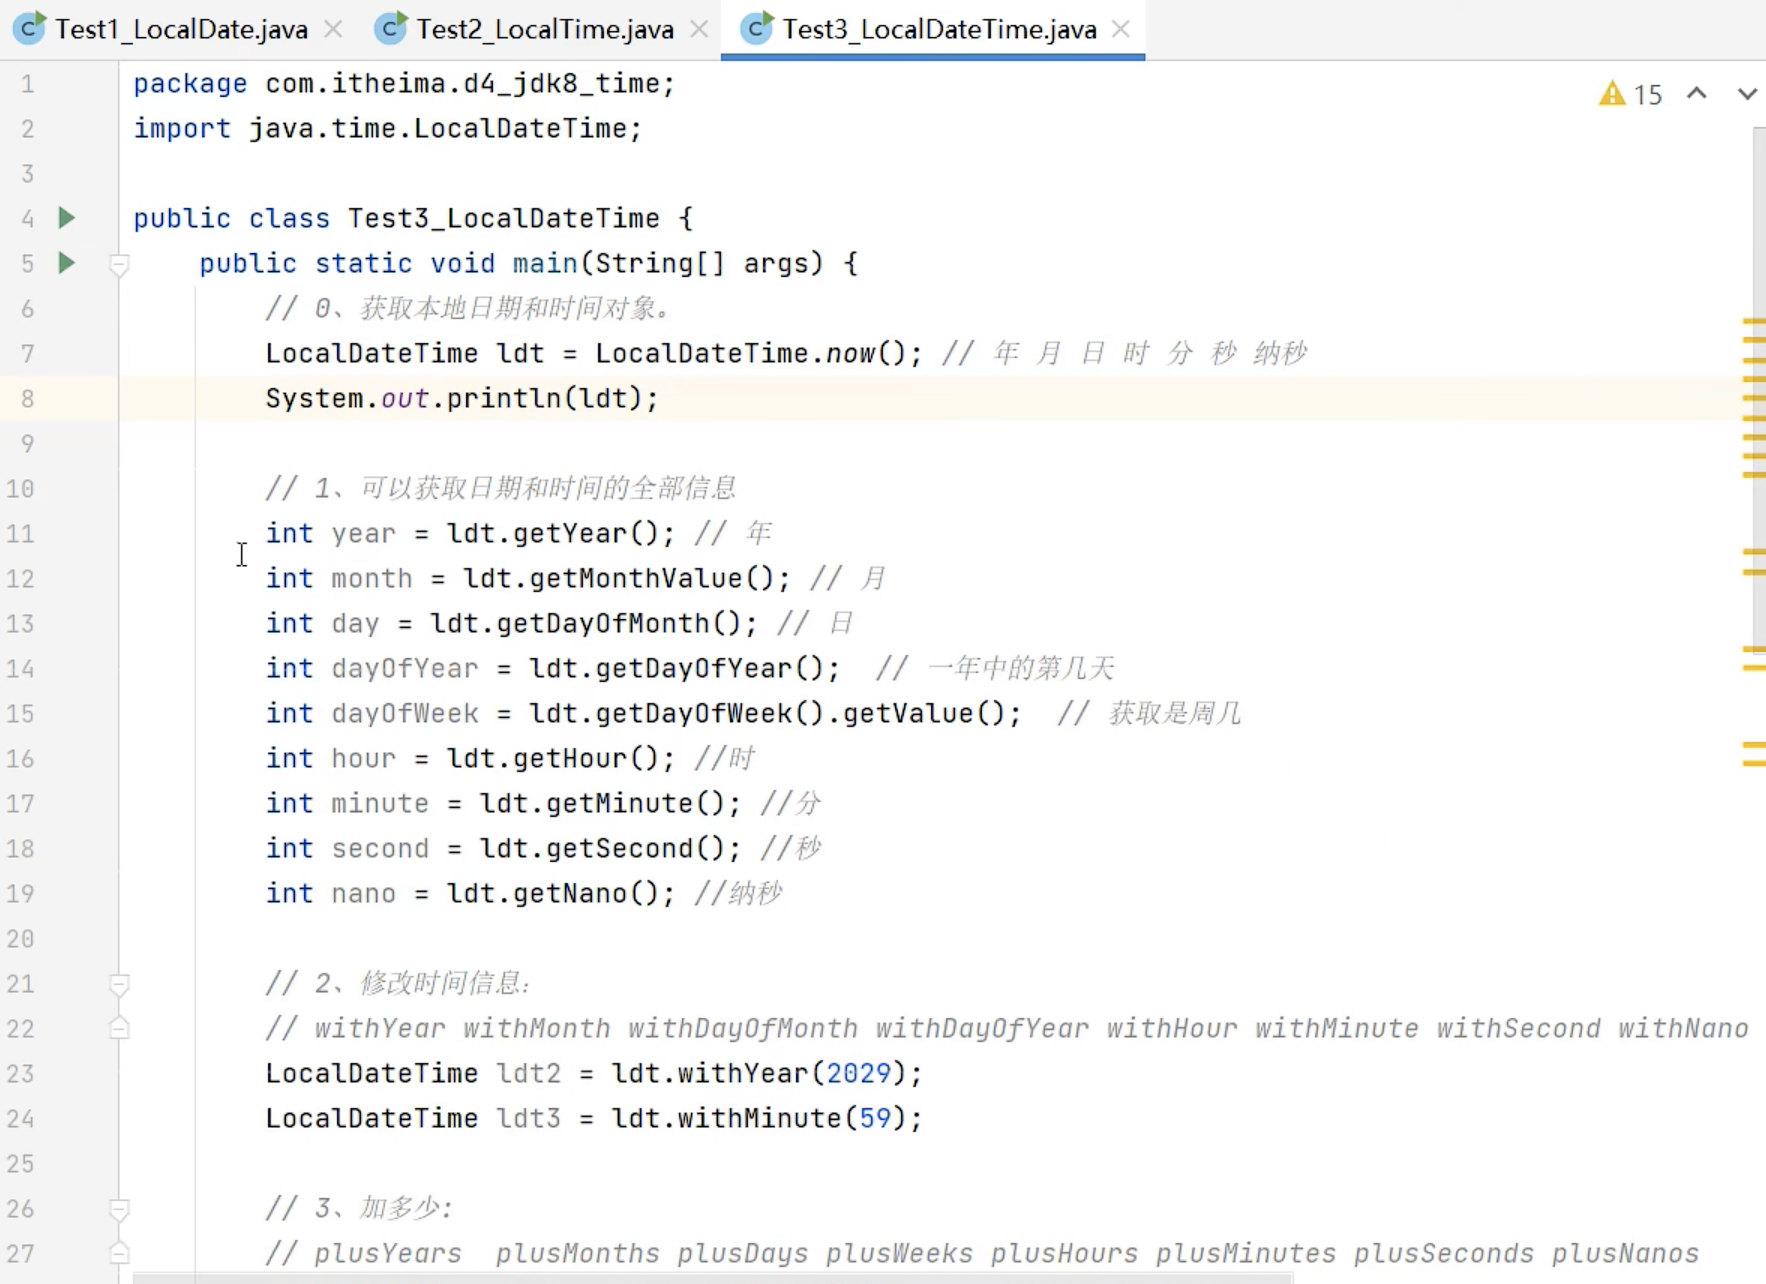 Test1_LocalDate.java Test2_LocalTime.java Test3_LocalDateTime.java
15
1 package com.itheima.d4_jdk8_time;
2 import java.time.LocalDateTime;
3
4 public class Test3_LocalDateTime {
5 public static void main(String[] args) {
6 // 0、获取本地日期和时间对象。
7 LocalDateTime ldt = LocalDateTime.now(); // 年 月 日 时 分 秒 纳秒
8 System.out.println(ldt);
9
10 // 1、可以获取日期和时间的全部信息
11 int year = ldt.getYear(); // 年
12 int month = ldt.getMonthValue(); // 月
13 int day = ldt.getDayOfMonth(); // 日
14 int dayOfYear = ldt.getDayOfYear();  // 一年中的第几天
15 int dayOfWeek = ldt.getDayOfWeek().getValue();  // 获取是周几
16 int hour = ldt.getHour(); //时
17 int minute = ldt.getMinute(); //分
18 int second = ldt.getSecond(); //秒
19 int nano = ldt.getNano(); //纳秒
20
21 // 2、修改时间信息：
22 // withYear withMonth withDayOfMonth withDayOfYear withHour withMinute withSecond withNano
23 LocalDateTime ldt2 = ldt.withYear(2029);
24 LocalDateTime ldt3 = ldt.withMinute(59);
25
26 // 3、加多少:
27 // plusYears  plusMonths plusDays plusWeeks plusHours plusMinutes plusSeconds plusNanos